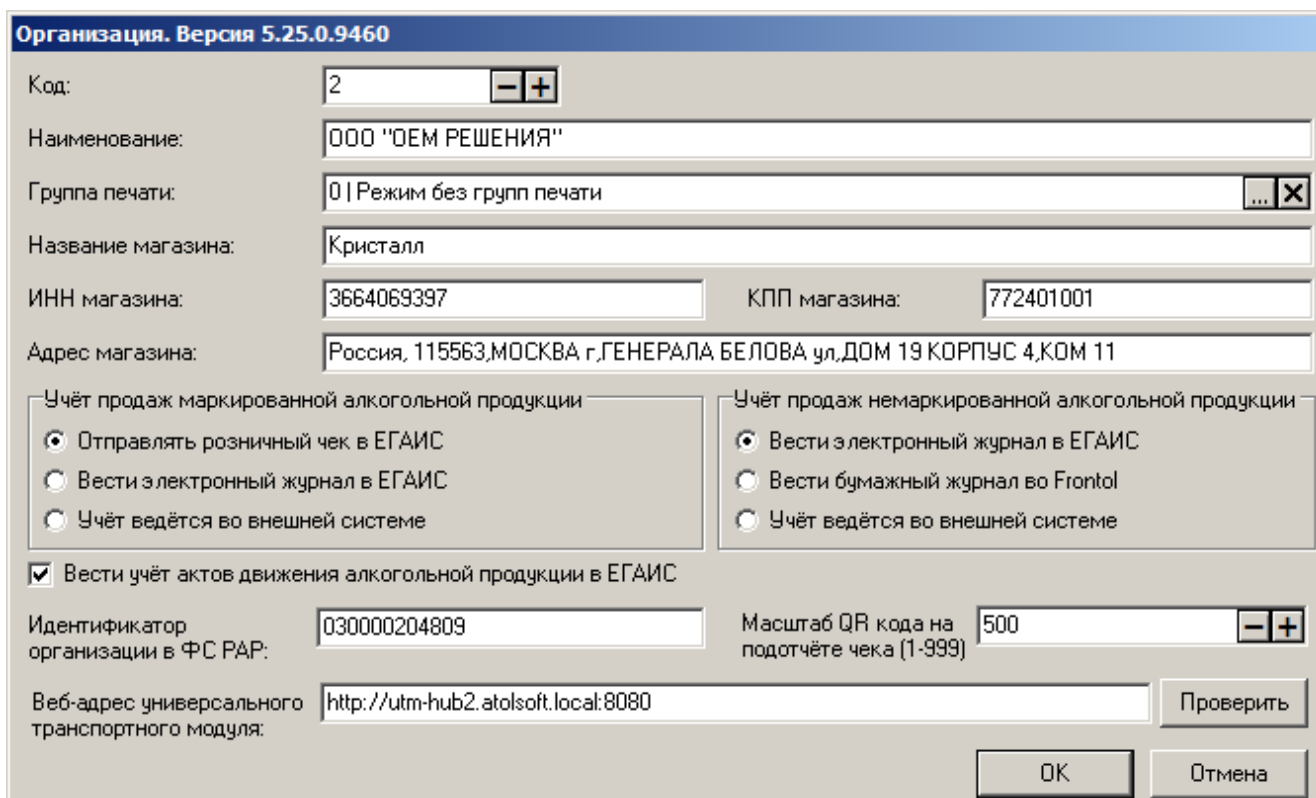 Организация. Версия 5.25.0.9460
Код: 2
Наименование: ООО "ОЕМ РЕШЕНИЯ"
Группа печати: 0 | Режим без групп печати ...
Название магазина: Кристалл
ИНН магазина: 3664069397 КПП магазина: 772401001
Адрес магазина: Россия, 115563,МОСКВА г,ГЕНЕРАЛА БЕЛОВА ул,ДОМ 19 КОРПУС 4,КОМ 11
Учёт продаж маркированной алкогольной продукции
Отправлять розничный чек в ЕГАИС
Вести электронный журнал в ЕГАИС
Учёт ведётся во внешней системе
Учёт продаж немаркированной алкогольной продукции
Вести электронный журнал в ЕГАИС
Вести бумажный журнал во Frontol
Учёт ведётся во внешней системе
Вести учёт актов движения алкогольной продукции в ЕГАИС
Идентификатор
организации в ФС РАР:
030000204809
Масштаб QR кода на
подотчёте чека (1-999)
500
Веб-адрес универсального
транспортного модуля:
http://utm-hub2.atolsoft.local:8080
Проверить
ОК
Отмена